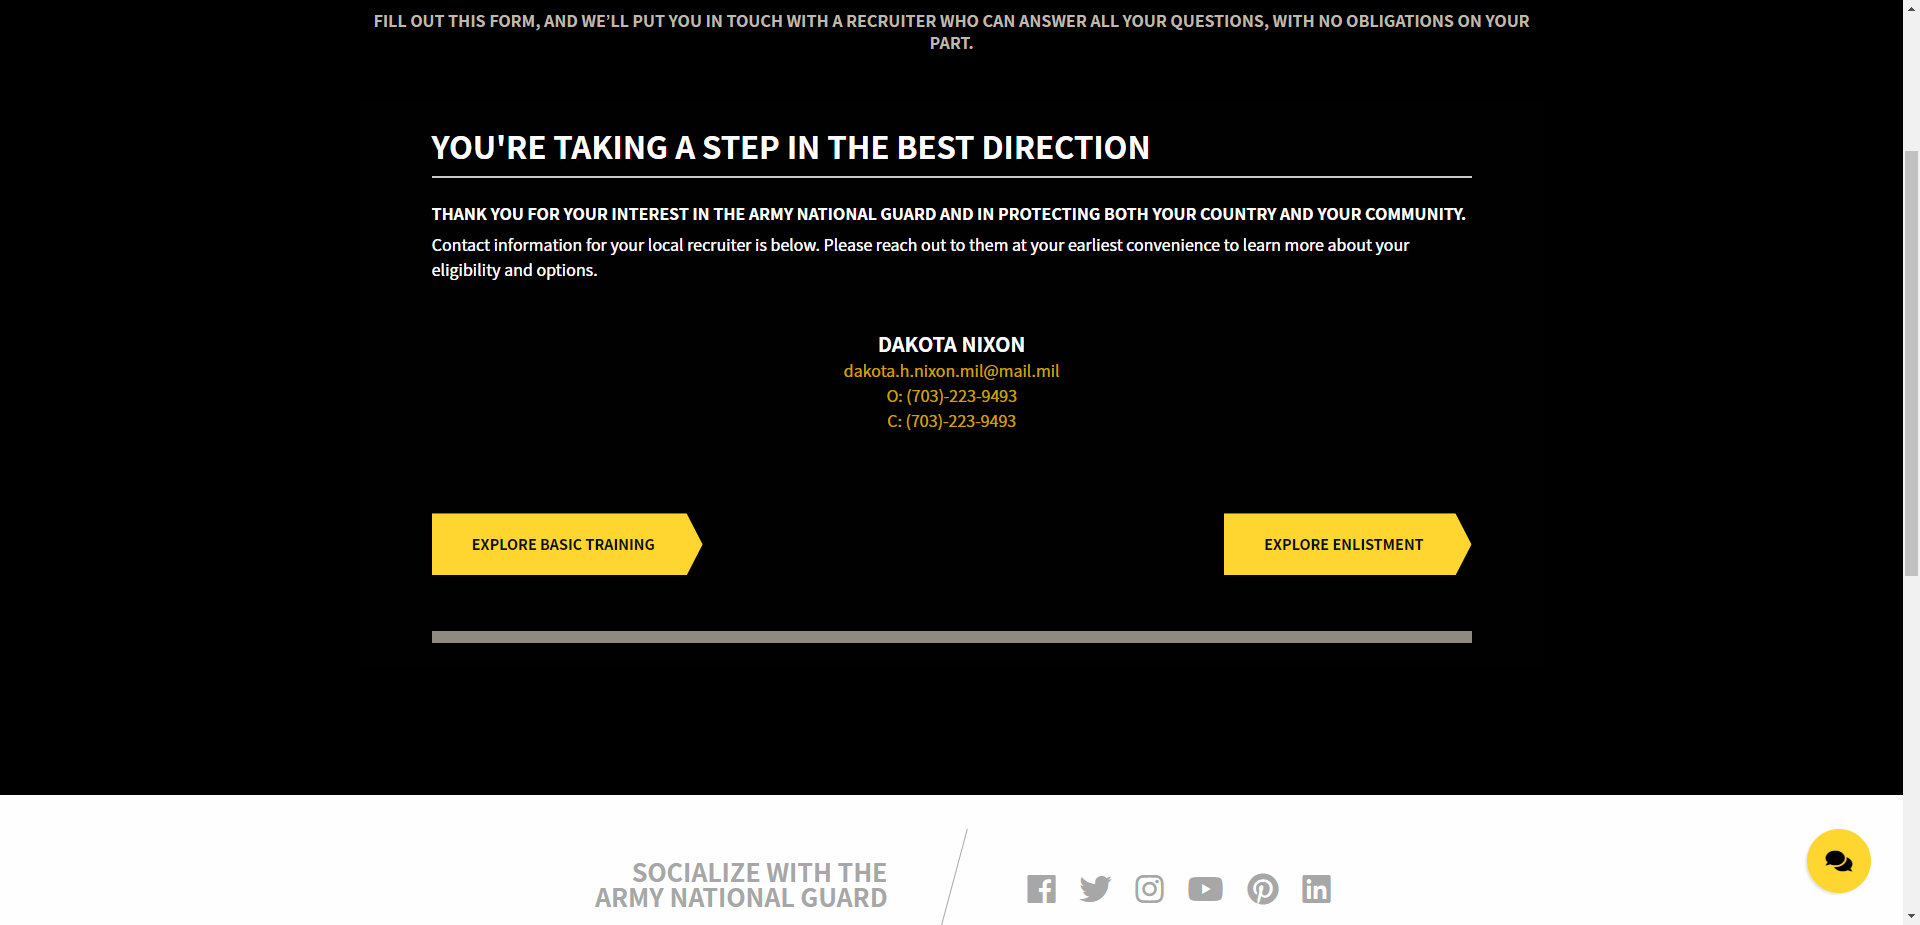 FILL OUT THIS FORM, AND WE’LL PUT YOU IN TOUCH WITH A RECRUITER WHO CAN ANSWER ALL YOUR QUESTIONS, WITH NO OBLIGATIONS ON YOUR
PART.
YOU'RE TAKING A STEP IN THE BEST DIRECTION
THANK YOU FOR YOUR INTEREST IN THE ARMY NATIONAL GUARD AND IN PROTECTING BOTH YOUR COUNTRY AND YOUR COMMUNITY.
Contact information for your local recruiter is below. Please reach out to them at your earliest convenience to learn more about your
eligibility and options.
DAKOTA NIXON
dakota.h.nixon.mil@mail.mil
O: (703)-223-9493
C: (703)-223-9493
EXPLORE BASIC TRAINING
EXPLORE ENLISTMENT
SOCIALIZE WITH THE
ARMY NATIONAL GUARD